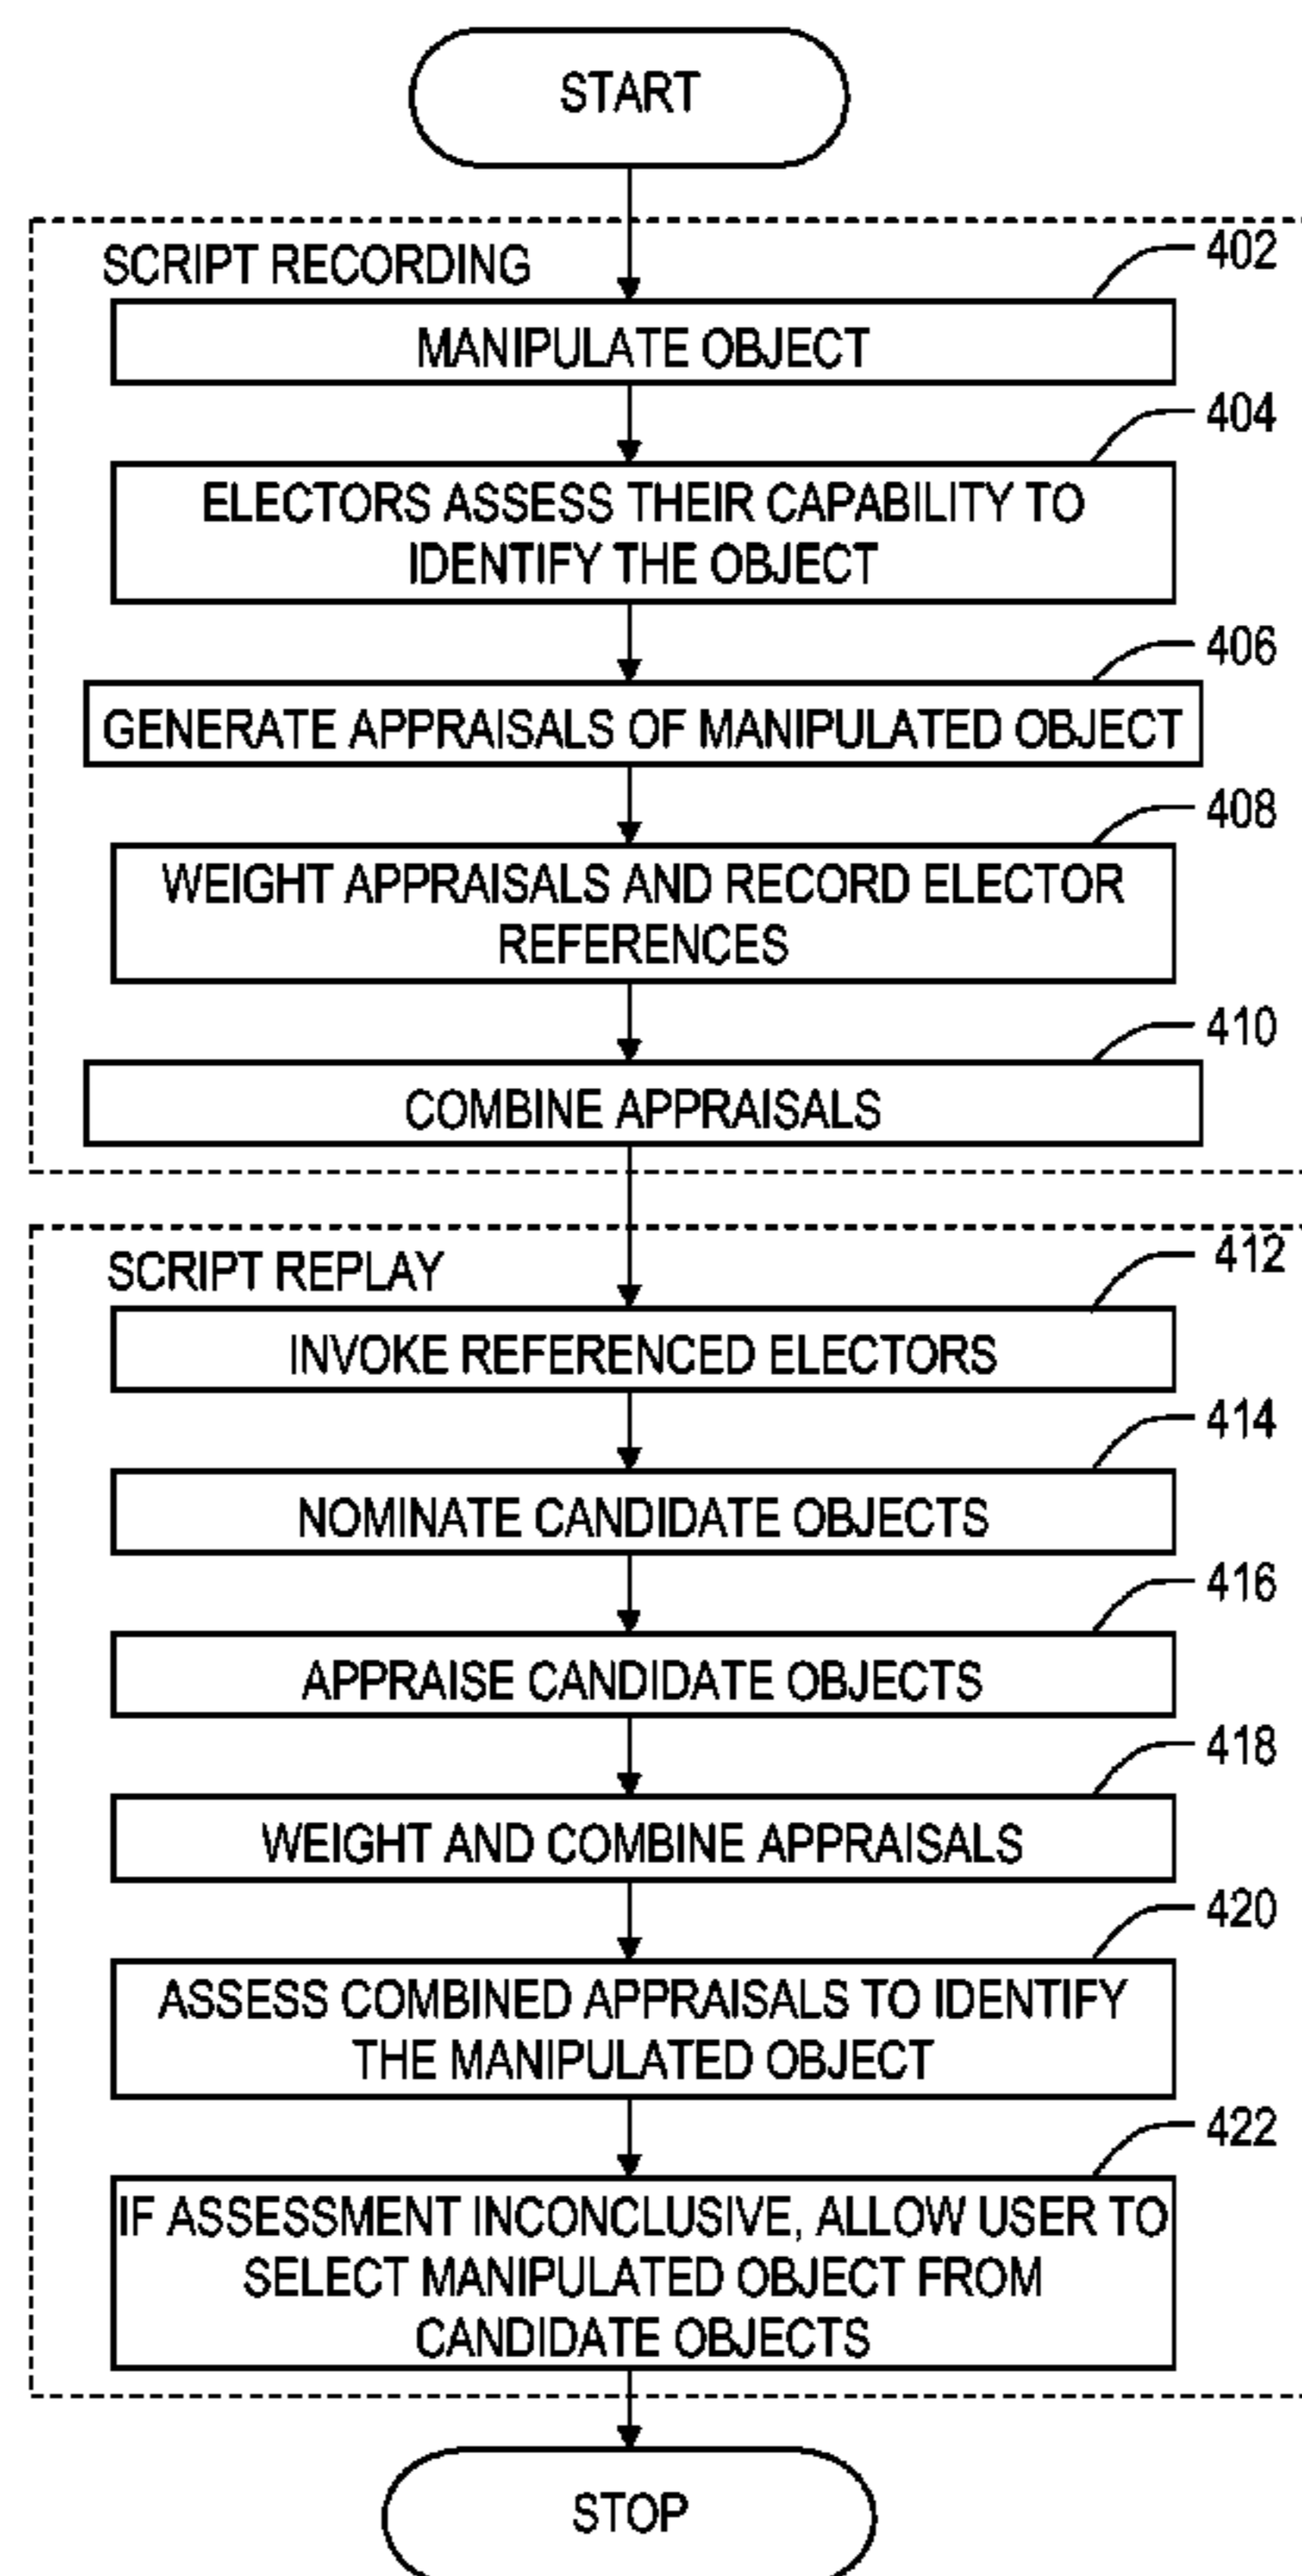 START
SCRIPT RECORDING
402
MANIPULATE OBJECT
404
ELECTORS ASSESS THEIR CAPABILITY TO
IDENTIFY THE OBJECT
406
GENERATE APPRAISALS OF MANIPULATED OBJECT
408
WEIGHT APPRAISALS AND RECORD ELECTOR
REFERENCES
410
COMBINE APPRAISALS
SCRIPT REPLAY
412
INVOKE REFERENCED ELECTORS
414
NOMINATE CANDIDATE OBJECTS
416
APPRAISE CANDIDATE OBJECTS
418
WEIGHT AND COMBINE APPRAISALS
420
ASSESS COMBINED APPRAISALS TO IDENTIFY
THE MANIPULATED OBJECT
422
IF ASSESSMENT INCONCLUSIVE, ALLOW USER TO
SELECT MANIPULATED OBJECT FROM
CANDIDATE OBJECTS
STOP